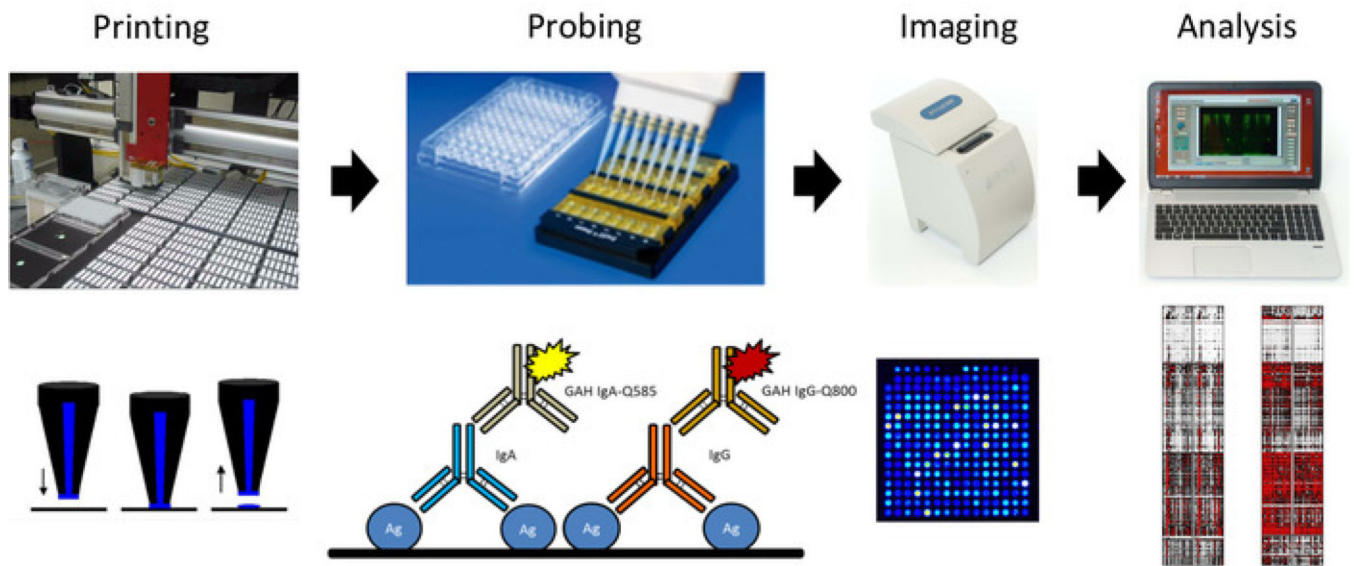 Printing
Probing
Imaging
Analysis
GAH IgA-Q585
GAH IgG-Q800
IgA
IgG
Ag
Ag
Ag
Ag